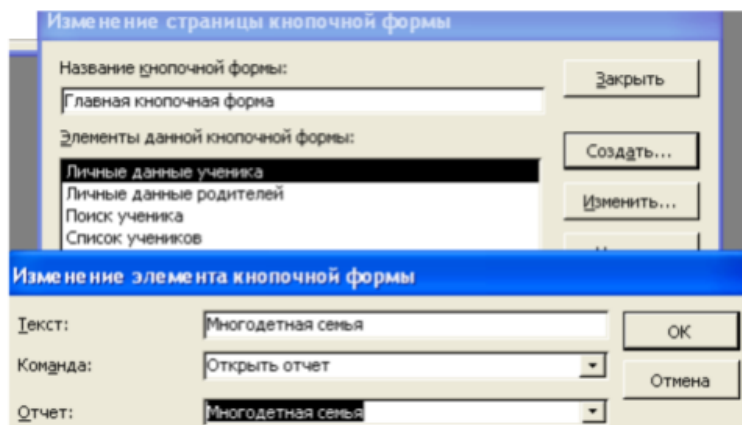 Изменение страницы кнопочной формы
Название кнопочной формы:
Закрыть
Главная кнопочная форма
Элементы данной кнопочной формы:
Создать...
Личные данные ученика
Личные данные родителей
Изменить...
Поиск ученика
Список учеников
Изменение элемента кнопочной формы
Текст:
Многодетная семья
ОК
Команда:
Открыть отчет
Отмена
Отчет:
Многодетная семья